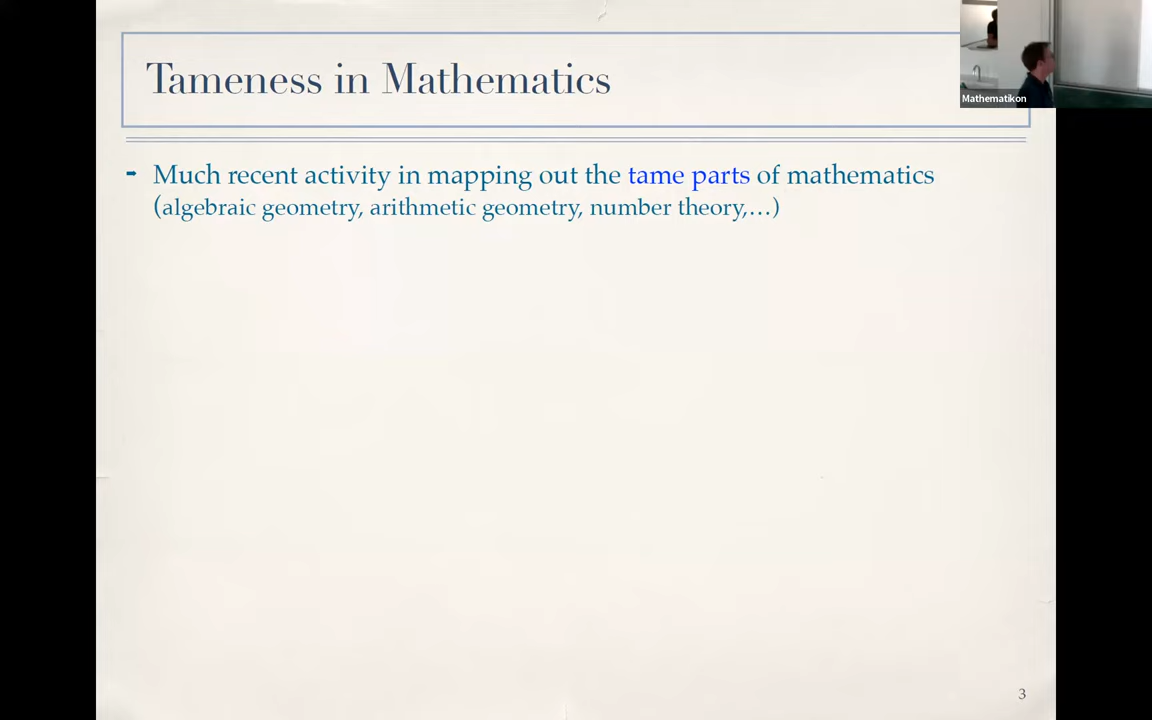 Tameness in Mathematics
Mathematikon
➡ Much recent activity in mapping out the tame parts of mathematics
(algebraic geometry, arithmetic geometry, number theory,…)
3